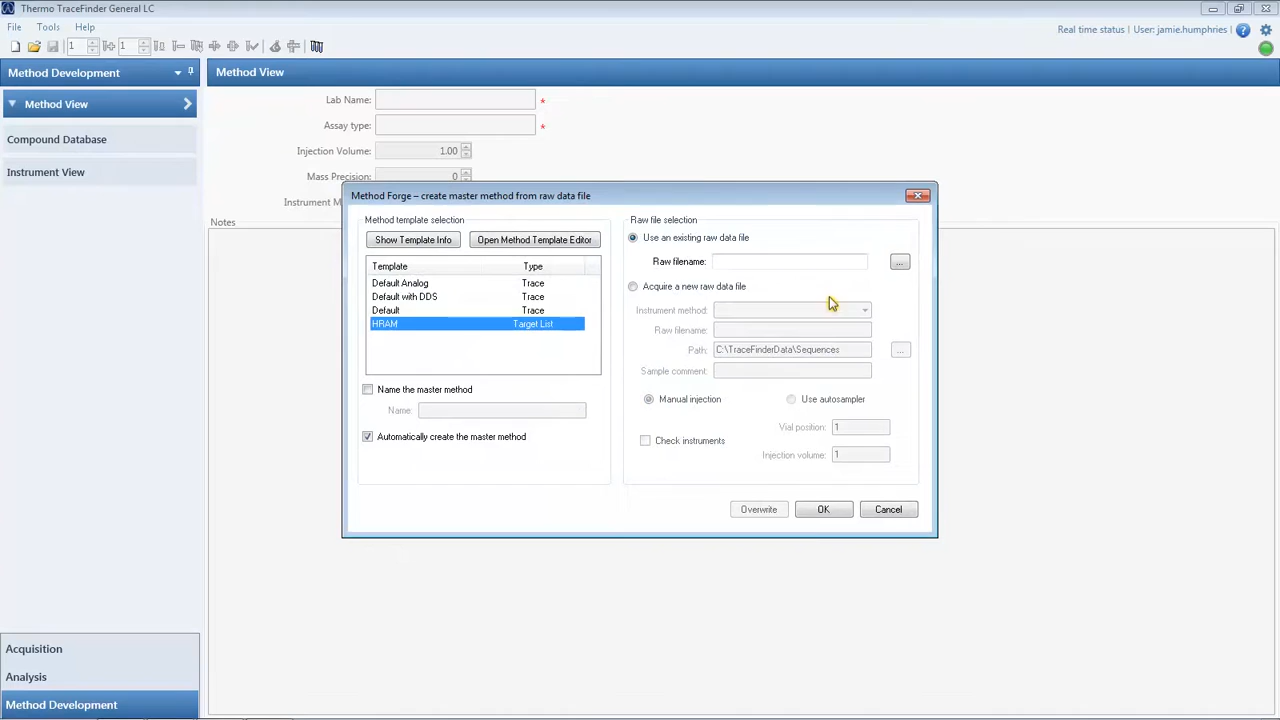 Thermo TraceFinder General LC
File Tools Help
Real time status | User: jamie.humphries
1 1
Method Development
Method View
Method View
Compound Database
Instrument View
Lab Name: *
Assay type: *
Injection Volume: 1.00
Mass Precision: 0
Instrument M
Notes
Method Forge – create master method from raw data file
Method template selection
Show Template Info Open Method Template Editor
Template Type
Default Analog Trace
Default with DDS Trace
Default Trace
HRAM Target List
Name the master method
Name:
Automatically create the master method
Raw file selection
Use an existing raw data file
Raw filename: ...
Acquire a new raw data file
Instrument method:
Raw filename:
Path: C:\TraceFinderData\Sequences ...
Sample comment:
Manual injection Use autosampler
Vial position: 1
Check instruments
Injection volume: 1
Overwrite OK Cancel
Acquisition
Analysis
Method Development